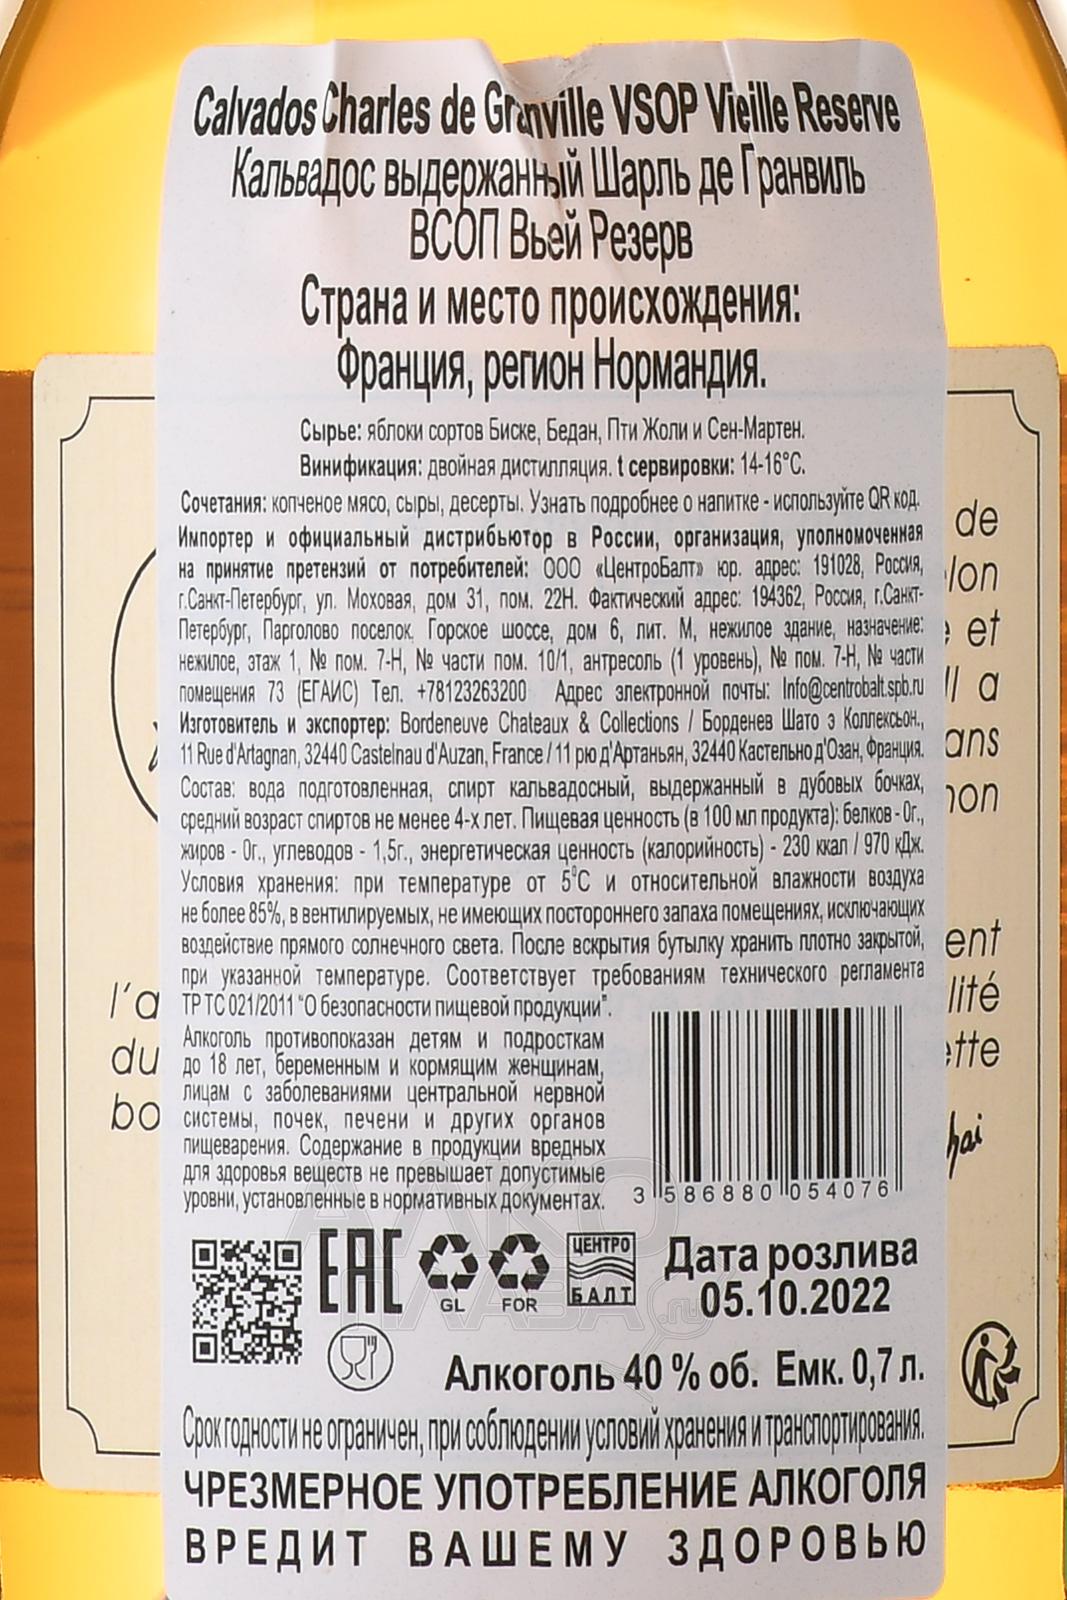 Calvados Charles de Granville VSOP Vieille Reserve
Кальвадос выдержанный Шарль де Гранвиль
ВСОП Вьей Резерв
Страна и место происхождения:
Франция, регион Нормандия.
Сырье: яблоки сортов Биске, Бедан, Пти Жоли и Сен-Мартен.
Винификация: двойная дистилляция. t сервировки: 14-16°C.
Сочетания: копченое мясо, сыры, десерты. Узнать подробнее о напитке - используйте QR код.
Импортер и официальный дистрибьютор в России, организация, уполномоченная
на принятие претензий от потребителей: ООО «ЦентроБалт» юр. адрес: 191028, Россия,
г.Санкт-Петербург, ул. Моховая, дом 31, пом. 22Н. Фактический адрес: 194362, Россия, г.Санкт-
Петербург, Парголово поселок, Горское шоссе, дом 6, лит. М, нежилое здание, назначение:
нежилое, этаж 1, № пом. 7-Н, № части пом. 10/1, антресоль (1 уровень), № пом. 7-Н, № части
помещения 73 (ЕГАИС) Тел. +78123263200 Адрес электронной почты: Info@centrobalt.spb.ru
Изготовитель и экспортер: Bordeneuve Chateaux & Collections / Борденев Шато э Коллексьон.,
11 Rue d'Artagnan, 32440 Castelnau d'Auzan, France / 11 рю д'Артаньян, 32440 Кастельно д'Озан, Франция.
Состав: вода подготовленная, спирт кальвадосный, выдержанный в дубовых бочках,
средний возраст спиртов не менее 4-х лет. Пищевая ценность (в 100 мл продукта): белков - 0г.,
жиров - 0г., углеводов - 1,5г., энергетическая ценность (калорийность) - 230 ккал / 970 кДж.
Условия хранения: при температуре от 5°C и относительной влажности воздуха
не более 85%, в вентилируемых, не имеющих постороннего запаха помещениях, исключающих
воздействие прямого солнечного света. После вскрытия бутылку хранить плотно закрытой,
при указанной температуре. Соответствует требованиям технического регламента
ТР ТС 021/2011 "О безопасности пищевой продукции".
Алкоголь противопоказан детям и подросткам
до 18 лет, беременным и кормящим женщинам,
лицам с заболеваниями центральной нервной
системы, почек, печени и других органов
пищеварения. Содержание в продукции вредных
для здоровья веществ не превышает допустимые
уровни, установленные в нормативных документах.
3 586880 054076
EAC
GL
FOR
ЦЕНТРО
БАЛТ
Дата розлива
05.10.2022
Алкоголь 40 % об. Емк. 0,7 л.
Срок годности не ограничен, при соблюдении условий хранения и транспортирования.
ЧРЕЗМЕРНОЕ УПОТРЕБЛЕНИЕ АЛКОГОЛЯ
ВРЕДИТ ВАШЕМУ ЗДОРОВЬЮ
de
lon
et
ll a
ans
non
ent
l'a
lité
du
ette
bo
АЛКО
ПЛАЗА
.ru